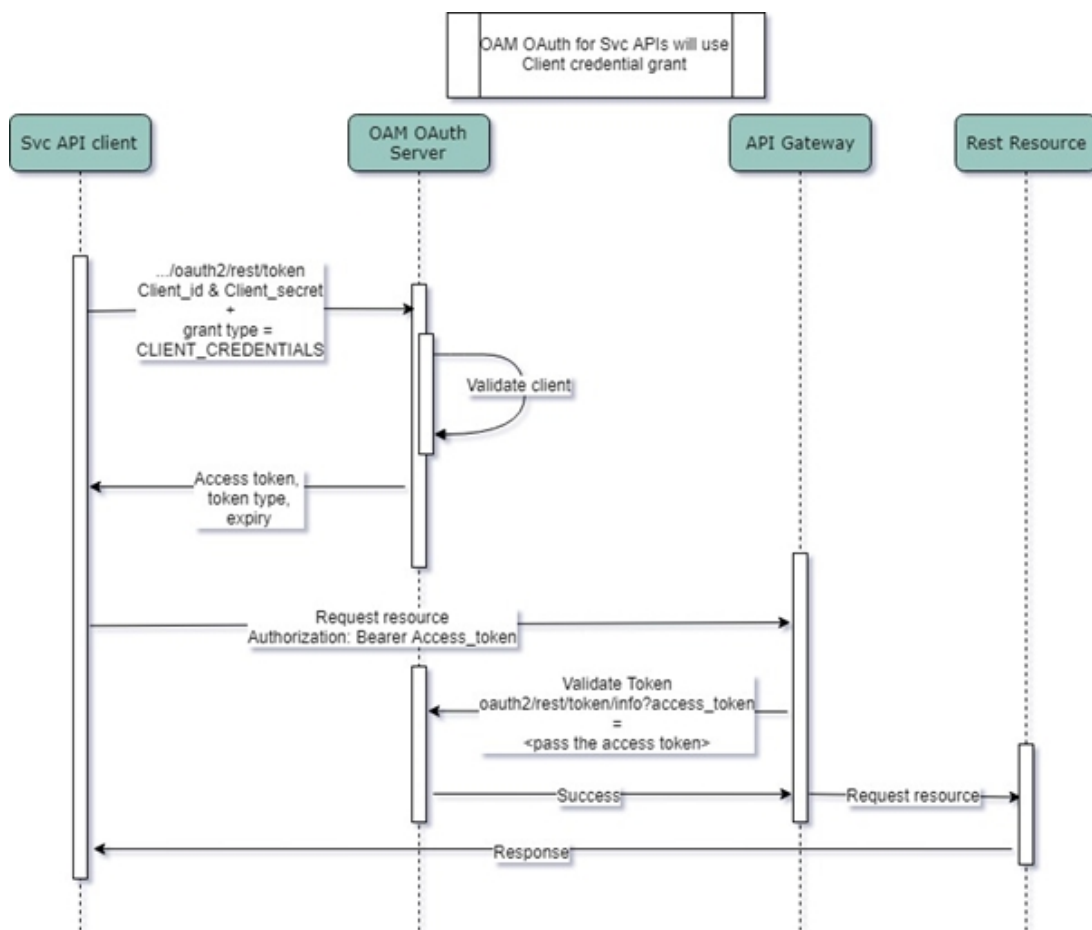 OAM OAuth for Svc APIs will use
Client credential grant
Svc API client
OAM OAuth
Server
API Gateway
Rest Resource
.../oauth2/rest/token
Client_id & Client_secret
+
grant type =
CLIENT_CREDENTIALS
Validate client
Access token,
token type,
expiry
Request resource
Authorization: Bearer Access_token
Validate Token
oauth2/rest/token/info?access_token
=
<pass the access token>
Success
Request resource
Response